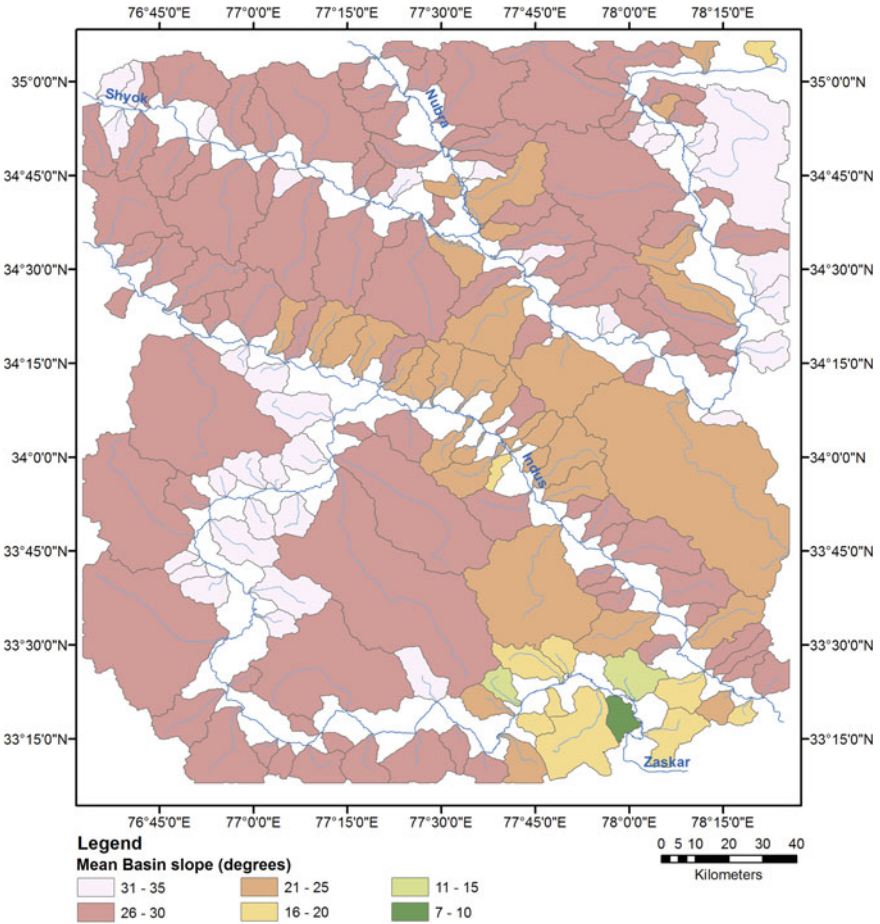 76°45'0"E 77°0'0"E 77°15'0"E 77°30'0"E 77°45'0"E 78°0'0"E 78°15'0"E
35°0'0"N 35°0'0"N
Shyok
Nubra
34°45'0"N 34°45'0"N
34°30'0"N 34°30'0"N
34°15'0"N 34°15'0"N
34°0'0"N 34°0'0"N
Indus
33°45'0"N 33°45'0"N
33°30'0"N 33°30'0"N
33°15'0"N 33°15'0"N
Zaskar
76°45'0"E 77°0'0"E 77°15'0"E 77°30'0"E 77°45'0"E 78°0'0"E 78°15'0"E
Legend
Mean Basin slope (degrees)
31 - 35 21 - 25 11 - 15
26 - 30 16 - 20 7 - 10
0 5 10 20 30 40
Kilometers